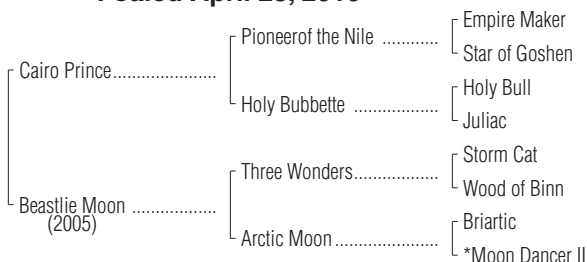 Foaled April
Empire Maker
Pioneerof the Nile ............
Star of Goshen
Cairo Prince......................
Holy Bull
Holy Bubbette ..................
Juliac
Storm Cat
Three Wonders..................
Wood of Binn
Beastlie Moon ..................
(2005)
Briartic
Arctic Moon ......................
*Moon Dancer II